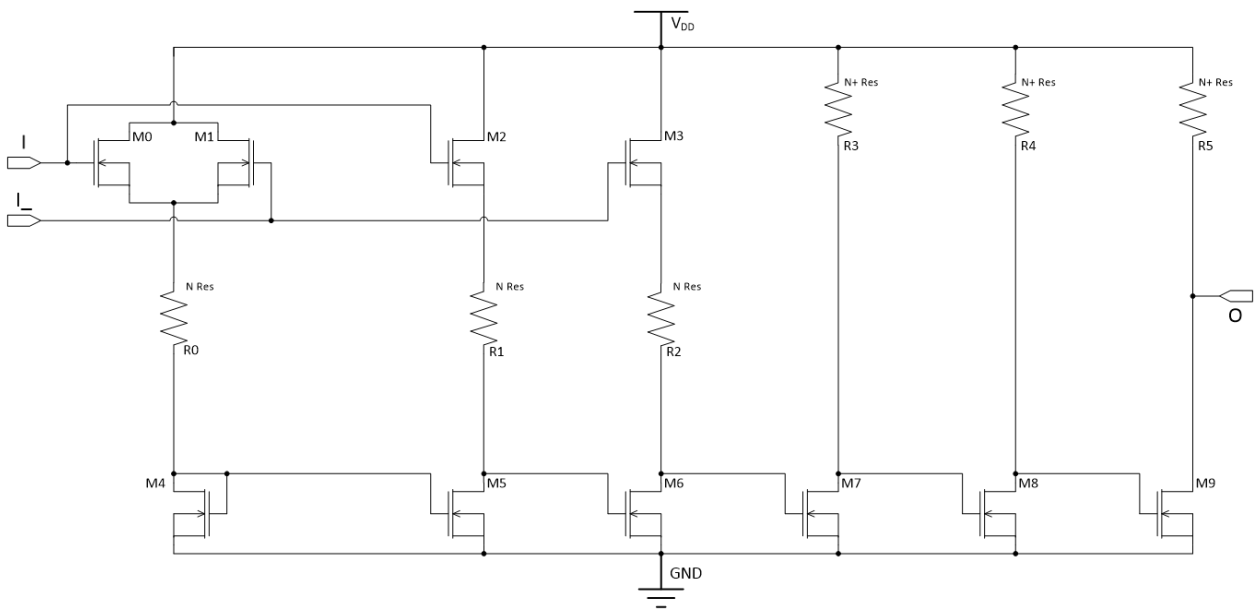 V_DD
N+ Res
N+ Res
N+ Res
I
M0
M1
M2
M3
R3
R4
R5
I_
N Res
N Res
N Res
O
R0
R1
R2
M4
M5
M6
M7
M8
M9
GND